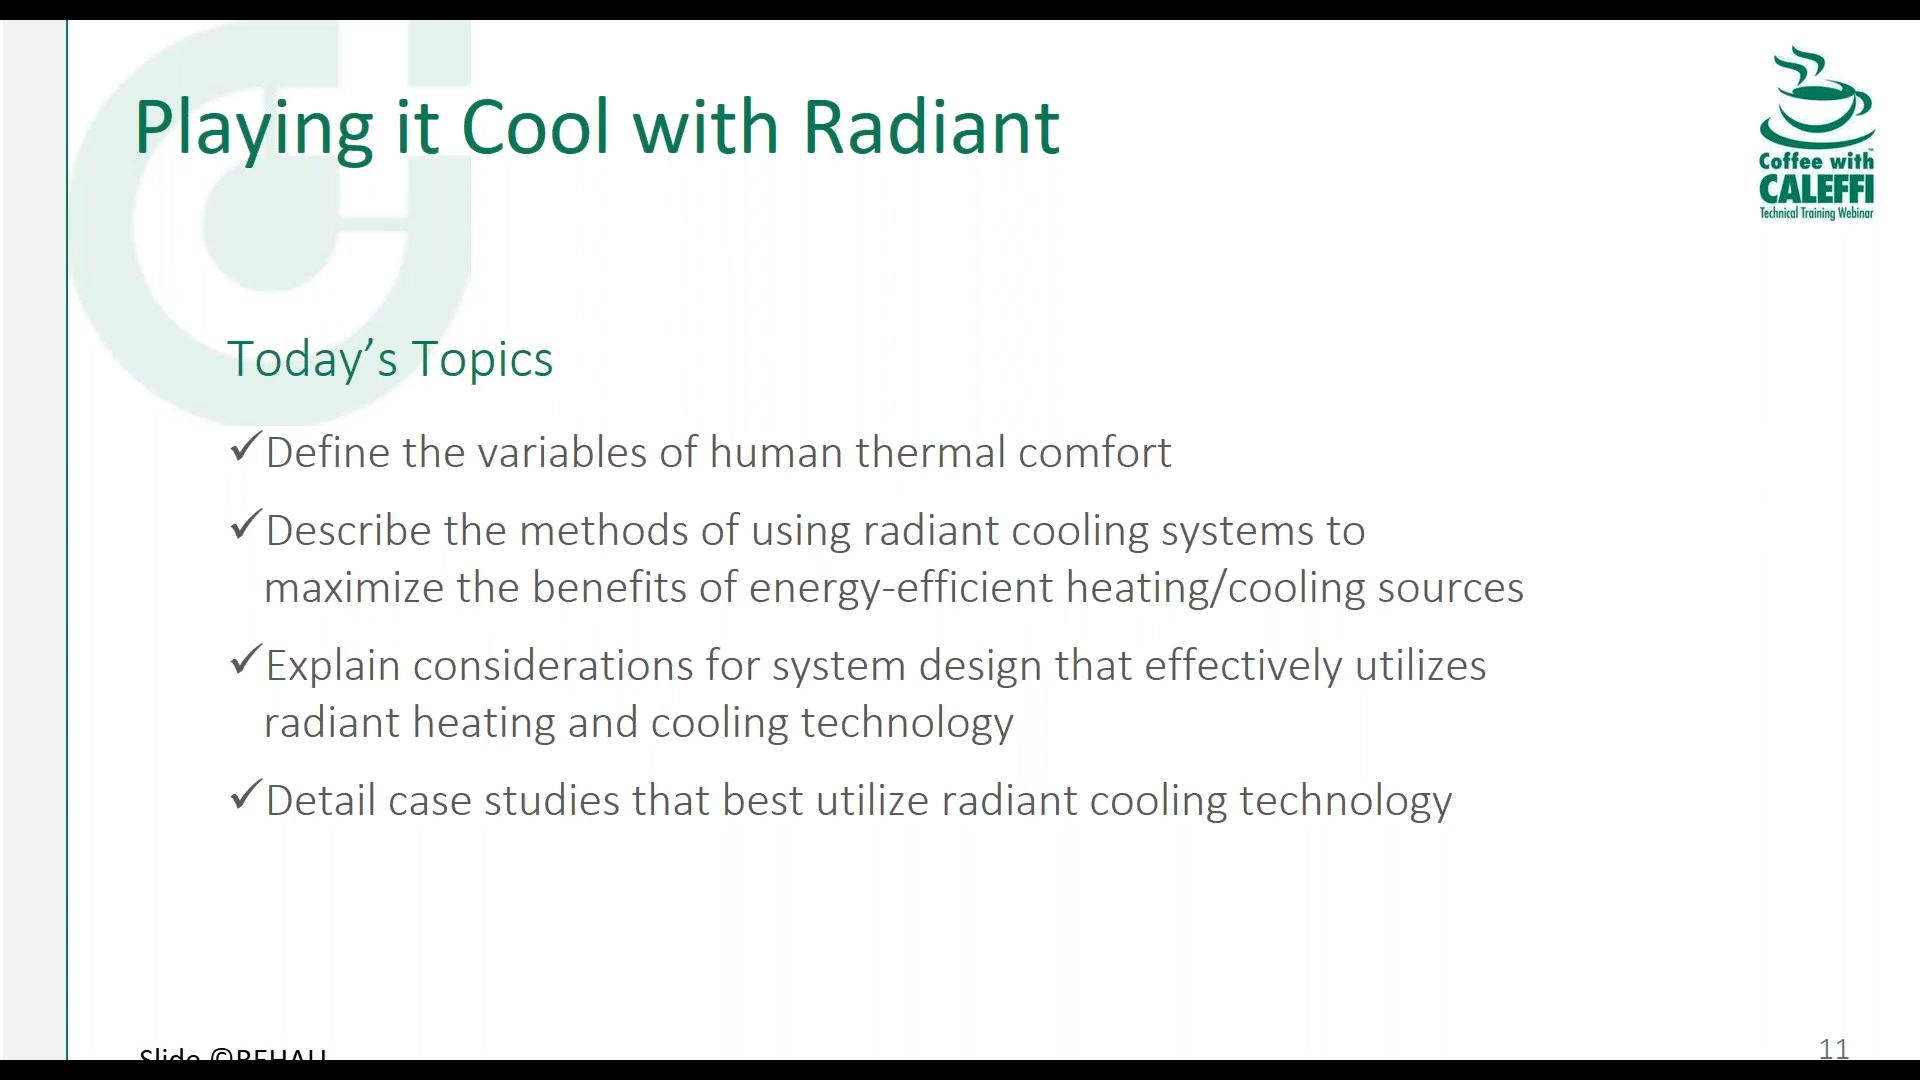 Playing it Cool with Radiant
Coffee with
CALEFFI
™
Technical Training Webinar
Today’s Topics
✓Define the variables of human thermal comfort
✓Describe the methods of using radiant cooling systems to
maximize the benefits of energy-efficient heating/cooling sources
✓Explain considerations for system design that effectively utilizes
radiant heating and cooling technology
✓Detail case studies that best utilize radiant cooling technology
Slide ©REHAU
11